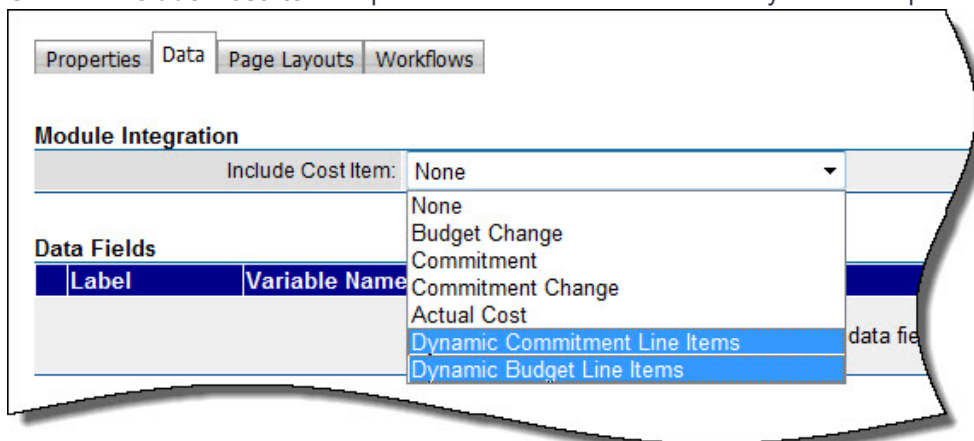 Properties Data Page Layouts Workflows
Module Integration
Include Cost Item: None
None
Budget Change
Commitment
Commitment Change
Actual Cost
Dynamic Commitment Line Items
Dynamic Budget Line Items
Data Fields
Label Variable Name
data